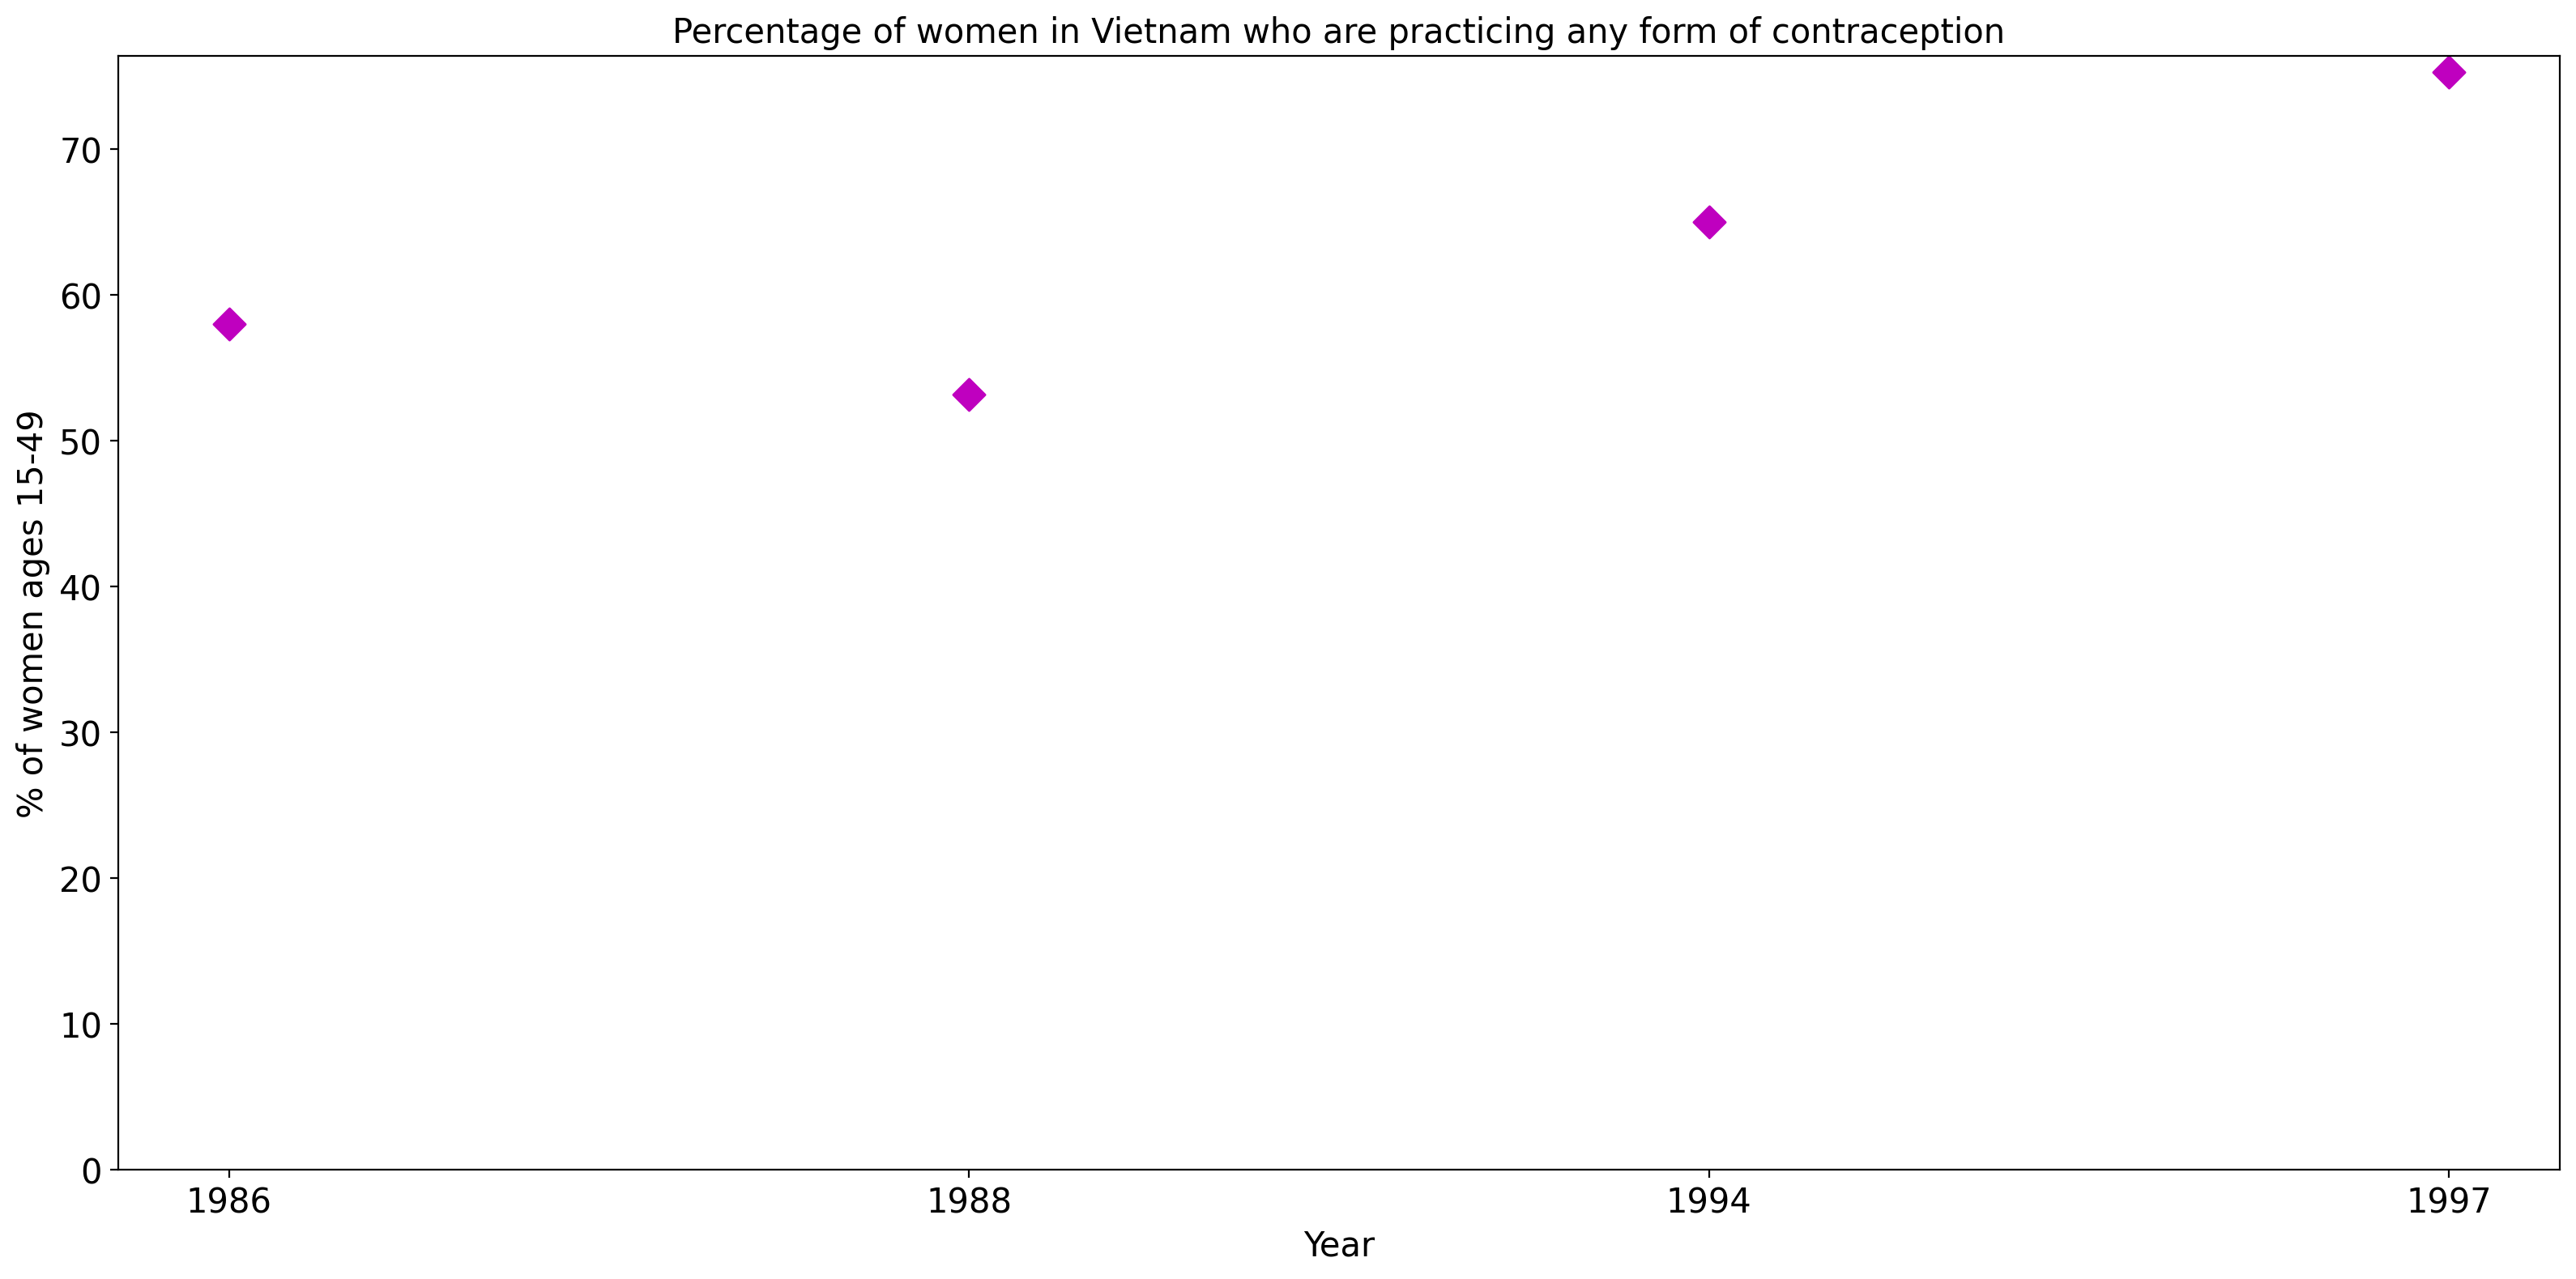 Percentage of women in Vietnam who are practicing any form of contraception
% of women ages 15-49
70
60
50
40
30
20
10
0
1986 1988 1994 1997
Year